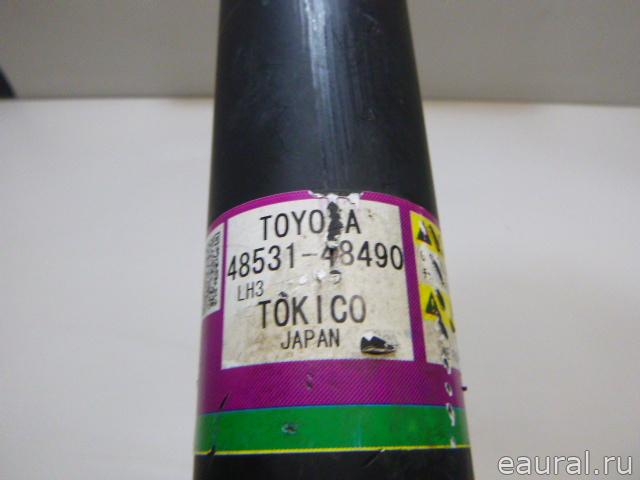 TOYOTA
48531-48490
LH3
TOKICO
JAPAN
eaural.ru